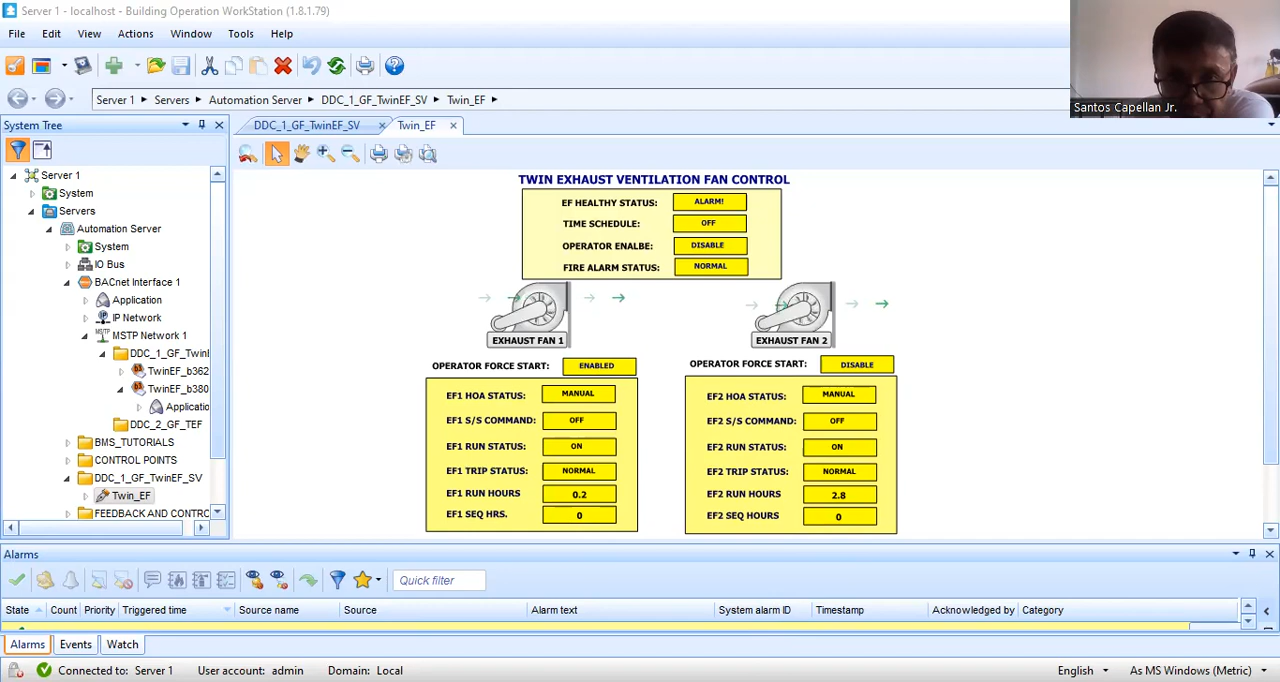 Server 1 - localhost - Building Operation WorkStation (1.8.1.79)
File Edit View Actions Window Tools Help
Santos Capellan Jr.
Server 1 Servers Automation Server DDC_1_GF_TwinEF_SV Twin_EF
System Tree
DDC_1_GF_TwinEF_SV Twin_EF
Server 1
System
Servers
Automation Server
System
IO Bus
BACnet Interface 1
Application
IP Network
MSTP Network 1
DDC_1_GF_TwinE
TwinEF_b362
TwinEF_b380
Applicatio
DDC_2_GF_TEF
BMS_TUTORIALS
CONTROL POINTS
DDC_1_GF_TwinEF_SV
Twin_EF
FEEDBACK AND CONTRO
TWIN EXHAUST VENTILATION FAN CONTROL
EF HEALTHY STATUS: ALARM!
TIME SCHEDULE: OFF
OPERATOR ENALBE: DISABLE
FIRE ALARM STATUS: NORMAL
EXHAUST FAN 1
OPERATOR FORCE START: ENABLED
EF1 HOA STATUS: MANUAL
EF1 S/S COMMAND: OFF
EF1 RUN STATUS: ON
EF1 TRIP STATUS: NORMAL
EF1 RUN HOURS 0.2
EF1 SEQ HRS. 0
EXHAUST FAN 2
OPERATOR FORCE START: DISABLE
EF2 HOA STATUS: MANUAL
EF2 S/S COMMAND: OFF
EF2 RUN STATUS: ON
EF2 TRIP STATUS: NORMAL
EF2 RUN HOURS 2.8
EF2 SEQ HOURS 0
Alarms
Quick filter
State Count Priority Triggered time Source name Source Alarm text System alarm ID Timestamp Acknowledged by Category
Alarms Events Watch
Connected to: Server 1 User account: admin Domain: Local English As MS Windows (Metric)